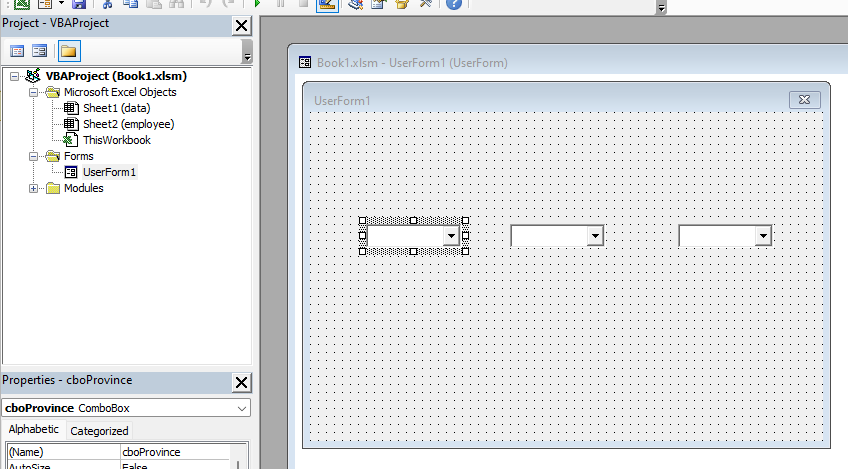 Project - VBAProject
VBAProject (Book1.xlsm)
Microsoft Excel Objects
Sheet1 (data)
Sheet2 (employee)
ThisWorkbook
Forms
UserForm1
Modules
Properties - cboProvince
cboProvince ComboBox
Alphabetic Categorized
(Name) cboProvince
AutoSize False
Book1.xlsm - UserForm1 (UserForm)
UserForm1